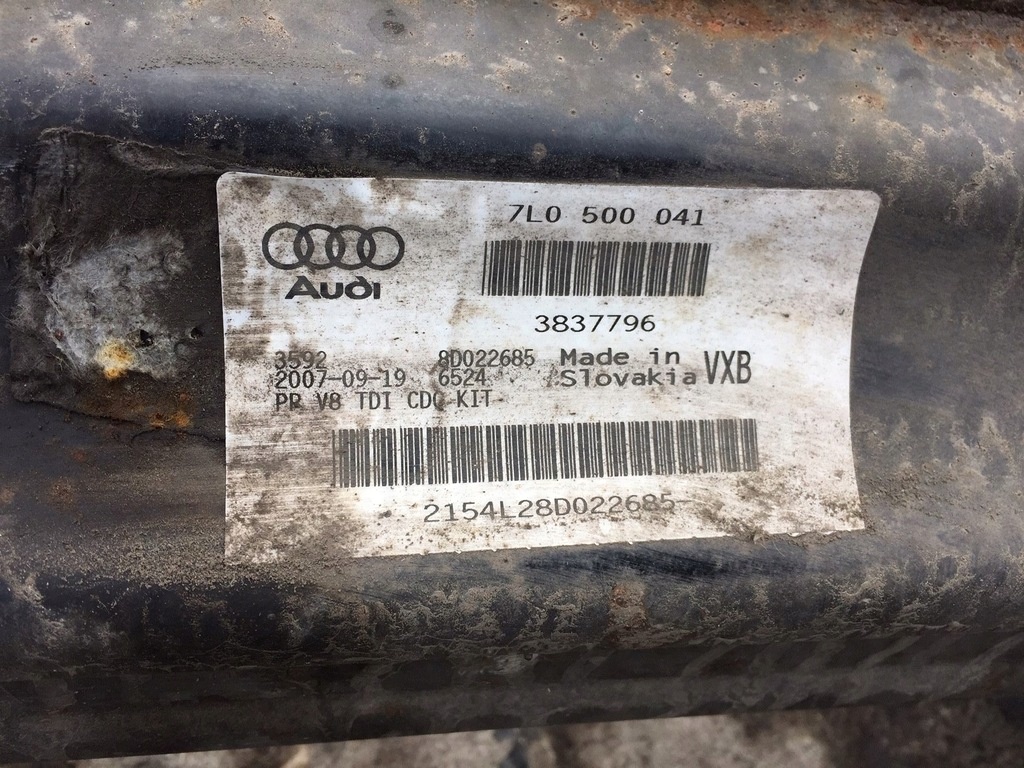 7L0 500 041
Audi
3837796
3592 8D022685 Made in VXB
2007-09-19 6524 Slovakia
PR V8 TDI CDC KIT
2154L28D022685